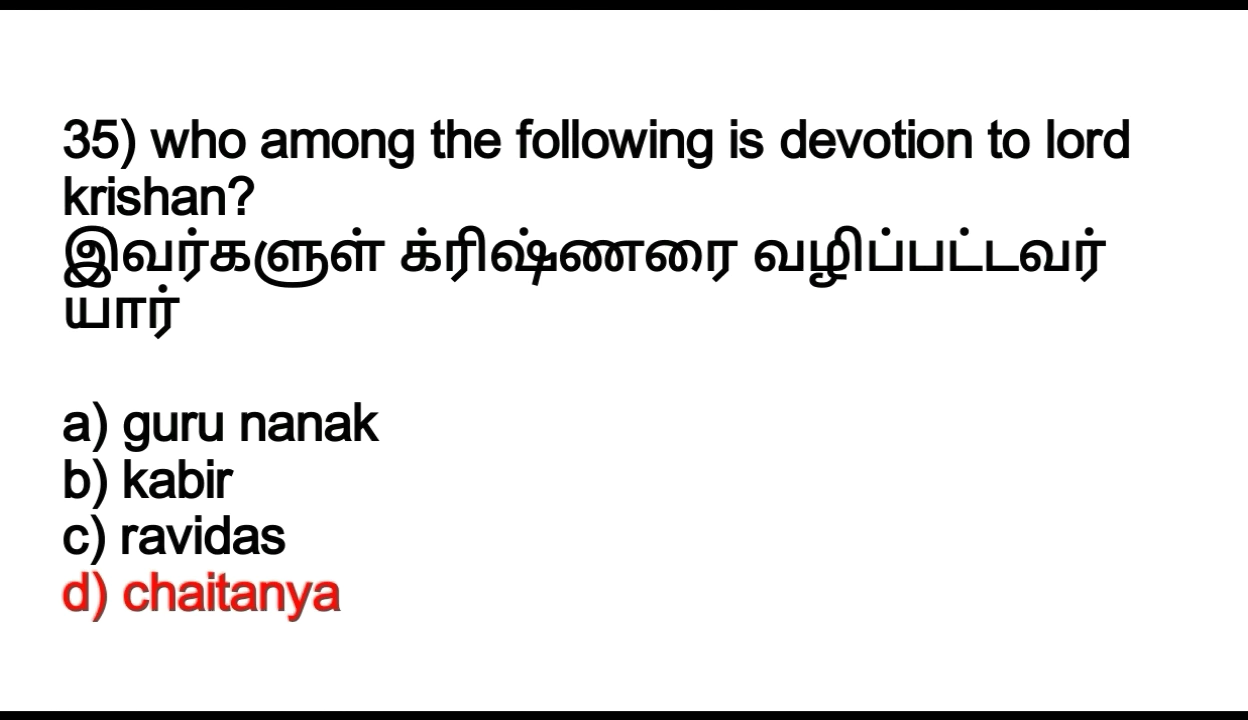 35) who among the following is devotion to lord
krishan?
இவர்களுள் க்ரிஷ்ணரை வழிப்பட்டவர்
யார்
a) guru nanak
b) kabir
c) ravidas
d) chaitanya